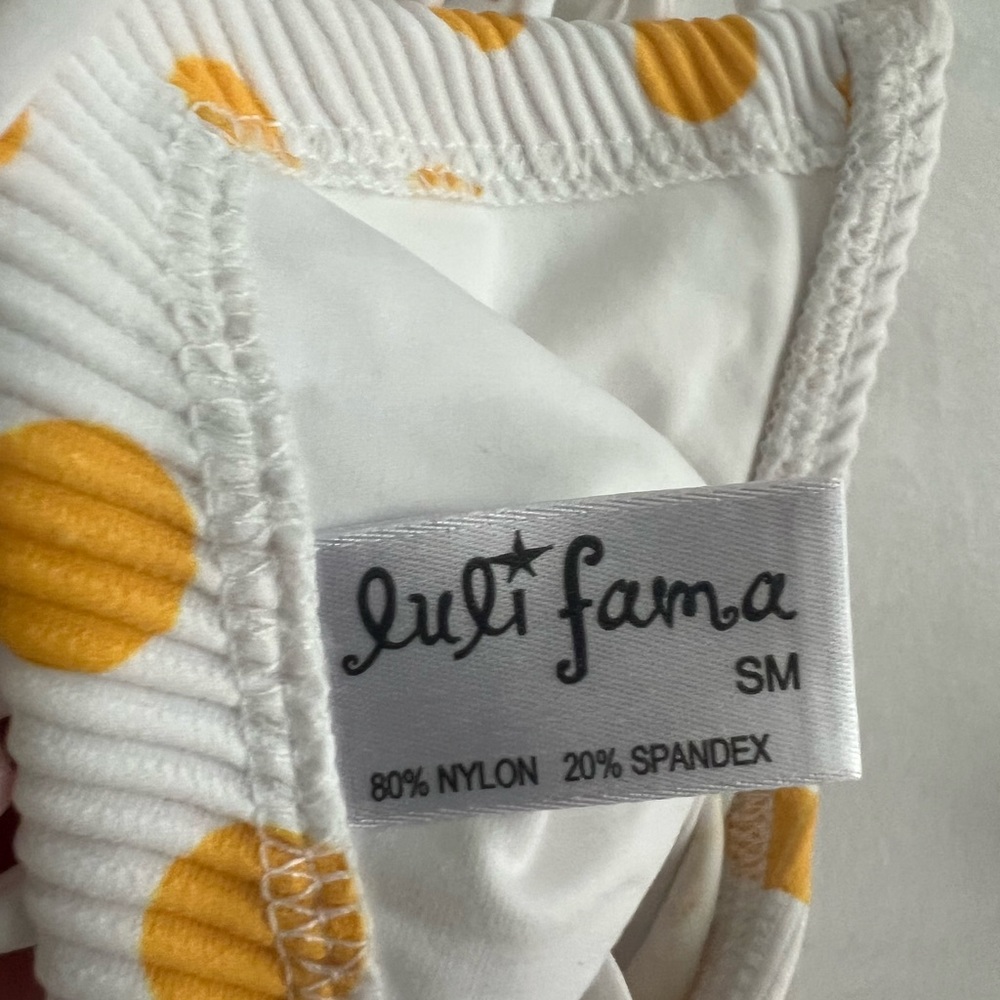 luli fama
SM
80% NYLON 20% SPANDEX